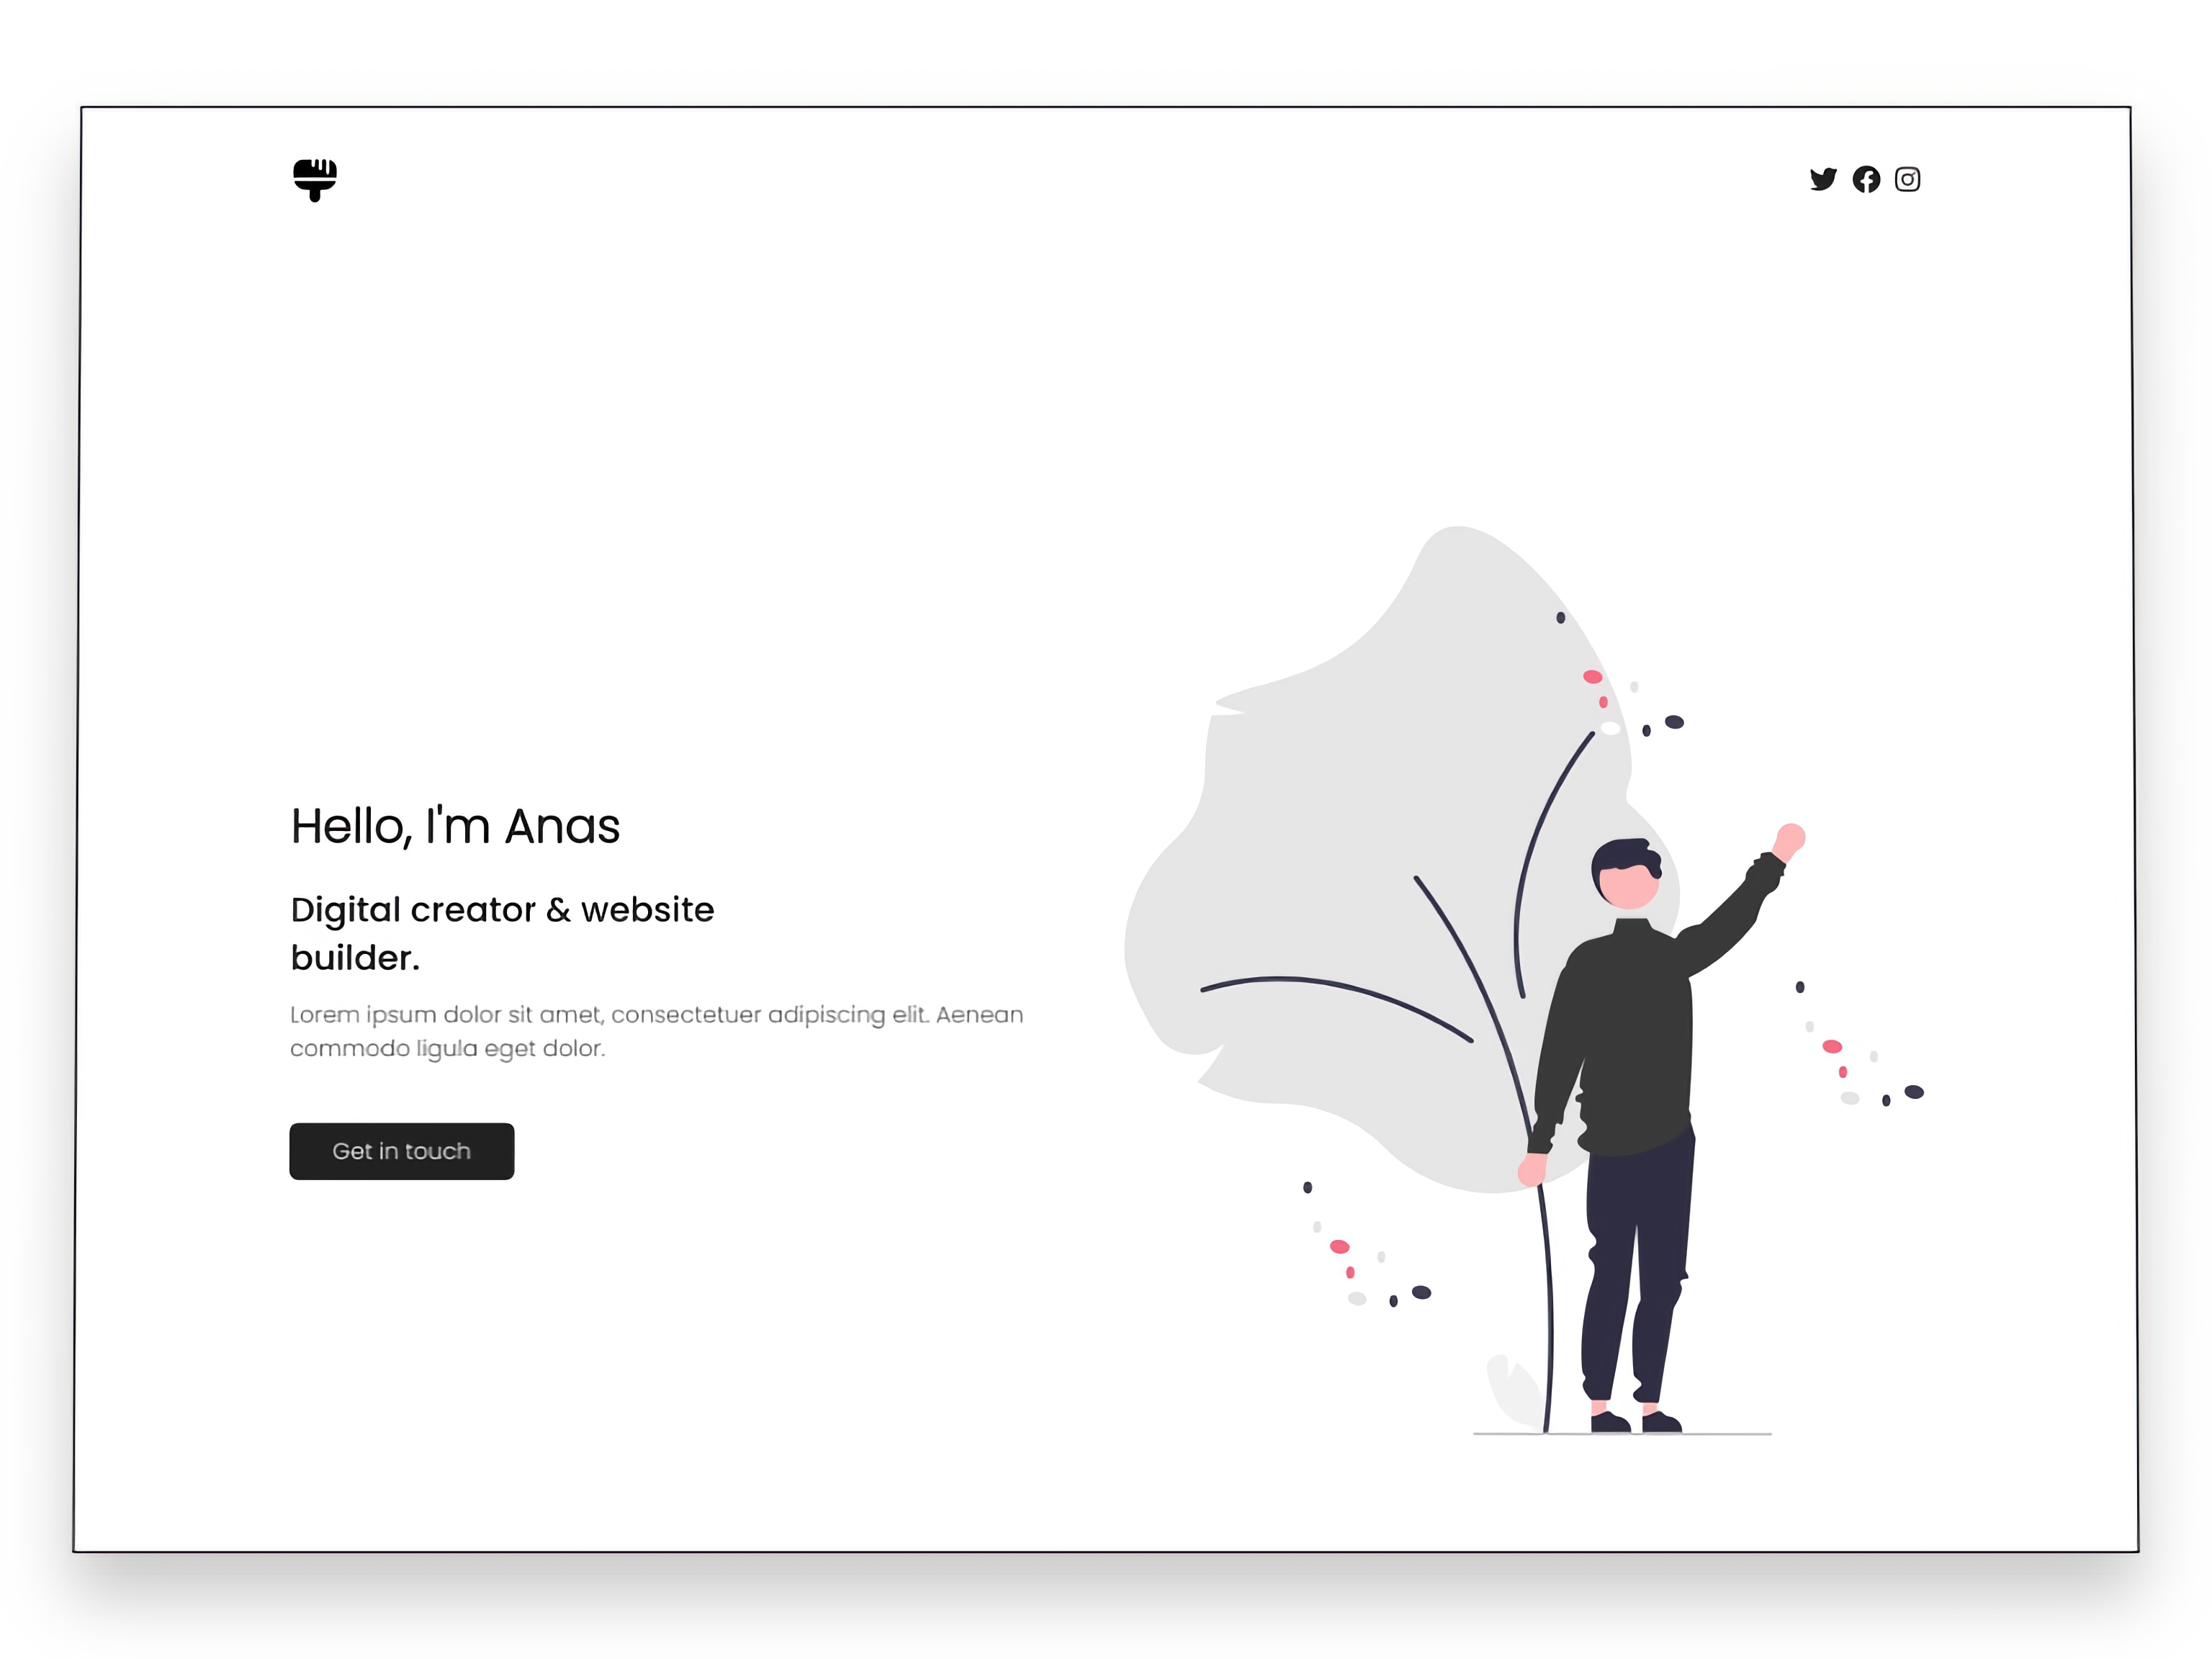 Hello, I'm Anas
Digital creator & website
builder.
Lorem ipsum dolor sit amet, consectetuer adipiscing elit. Aenean
commodo ligula eget dolor.
Get in touch